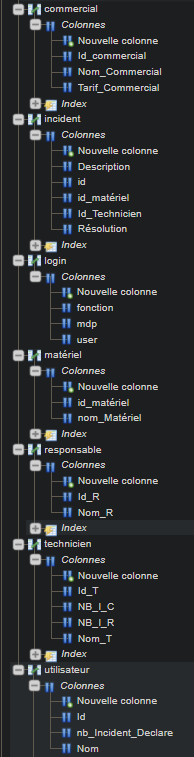 commercial
Colonnes
Nouvelle colonne
Id_commercial
Nom_Commercial
Tarif_Commercial
Index
incident
Colonnes
Nouvelle colonne
Description
id
id_matériel
Id_Technicien
Résolution
Index
login
Colonnes
Nouvelle colonne
fonction
mdp
user
matériel
Colonnes
Nouvelle colonne
id_matériel
nom_Matériel
Index
responsable
Colonnes
Nouvelle colonne
Id_R
Nom_R
Index
technicien
Colonnes
Nouvelle colonne
Id_T
NB_I_C
NB_I_R
Nom_T
Index
utilisateur
Colonnes
Nouvelle colonne
Id
nb_Incident_Declare
Nom